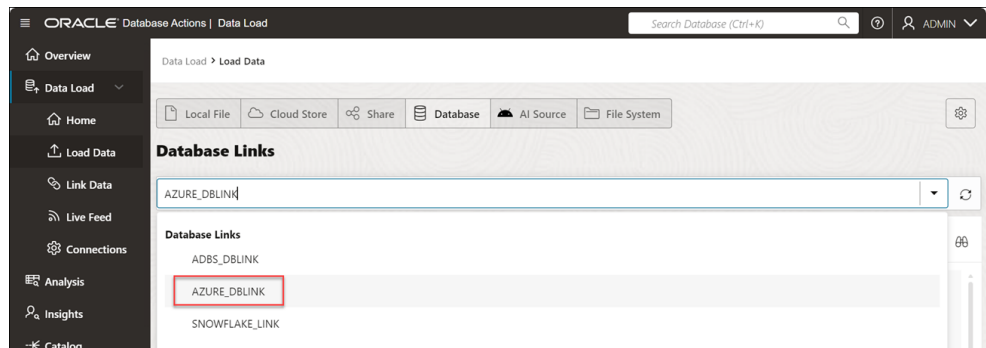 ORACLE Database Actions | Data Load
Search Database (Ctrl+K)
ADMIN
Overview
Data Load
Home
Load Data
Link Data
Live Feed
Connections
Analysis
Insights
Catalog
Data Load > Load Data
Local File
Cloud Store
Share
Database
AI Source
File System
Database Links
AZURE_DBLINK
Database Links
ADBS_DBLINK
AZURE_DBLINK
SNOWFLAKE_LINK